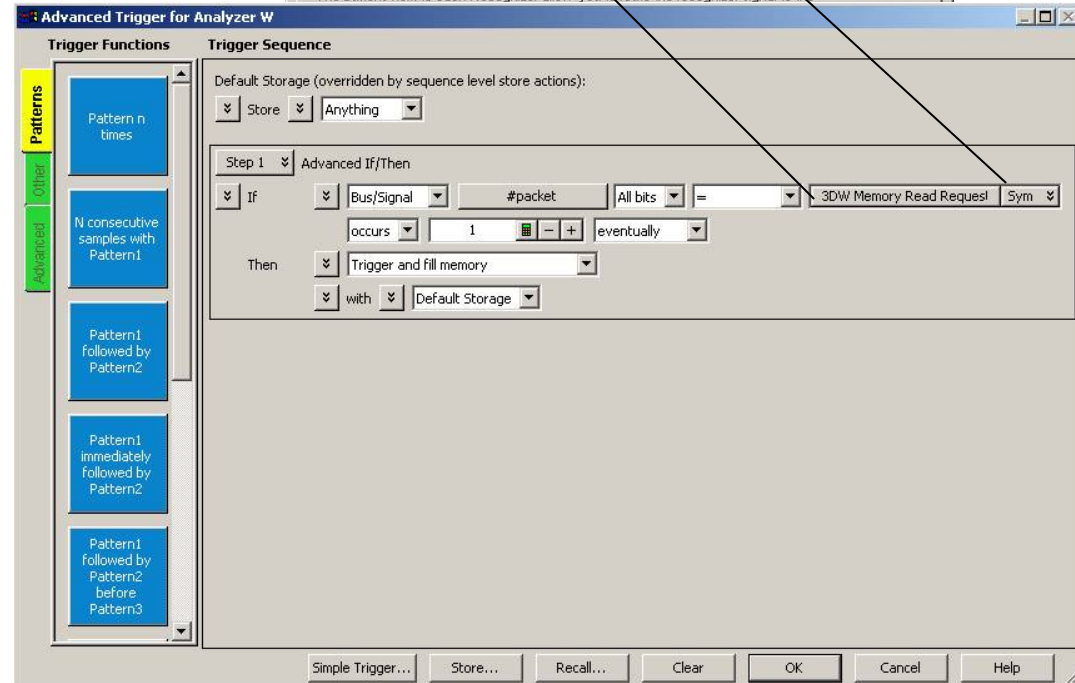 Advanced Trigger for Analyzer W
Trigger Functions
Trigger Sequence
Patterns
Other
Advanced
Pattern n
times
N consecutive
samples with
Pattern1
Pattern1
followed by
Pattern2
Pattern1
immediately
followed by
Pattern2
Pattern1
followed by
Pattern2
before
Pattern3
Default Storage (overridden by sequence level store actions):
Store Anything
Step 1 Advanced If/Then
If Bus/Signal #packet All bits = 3DW Memory Read Request Sym
occurs 1 - + eventually
Then Trigger and fill memory
with Default Storage
Simple Trigger... Store... Recall... Clear OK Cancel Help